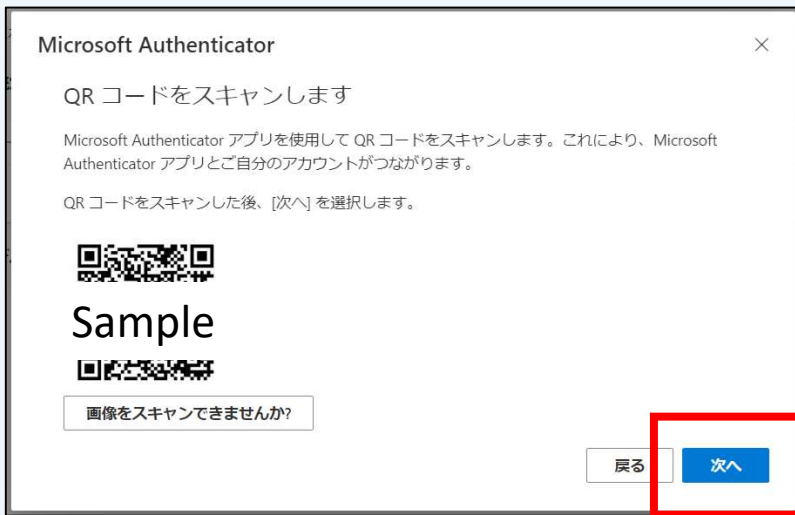 Microsoft Authenticator
QR コードをスキャンします
Microsoft Authenticator アプリを使用して QR コードをスキャンします。これにより、Microsoft
Authenticator アプリとご自分のアカウントがつながります。
QR コードをスキャンした後、[次へ] を選択します。
Sample
画像をスキャンできませんか?
戻る
次へ